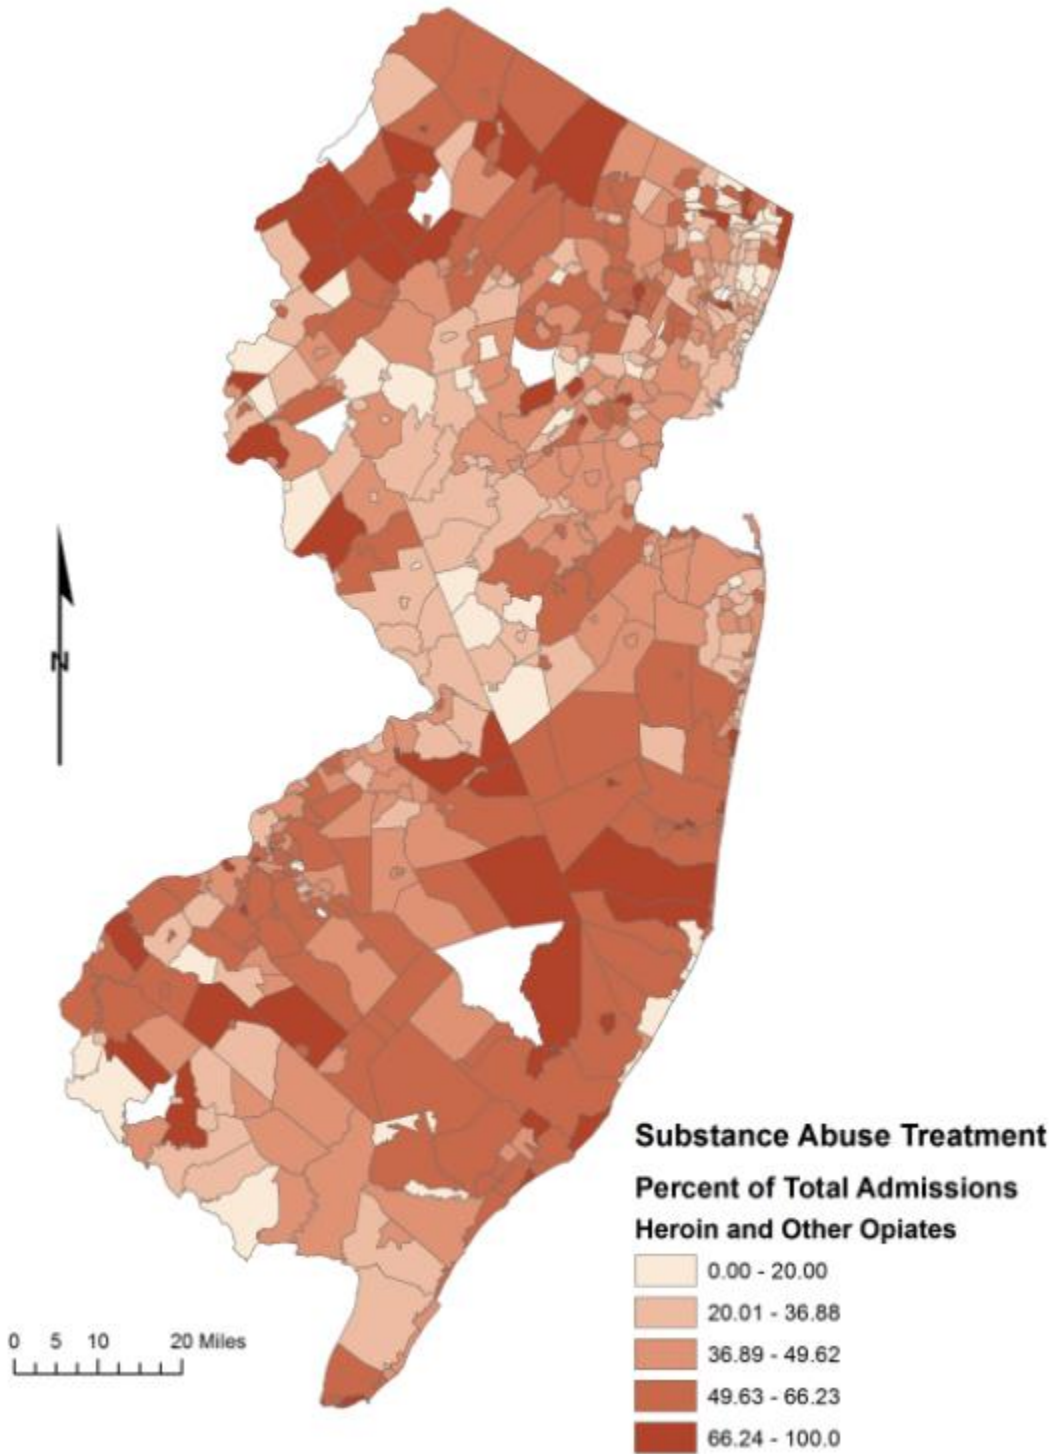 N
Substance Abuse Treatment
Percent of Total Admissions
Heroin and Other Opiates
0.00 - 20.00
20.01 - 36.88
36.89 - 49.62
49.63 - 66.23
66.24 - 100.0
0 5 10 20 Miles